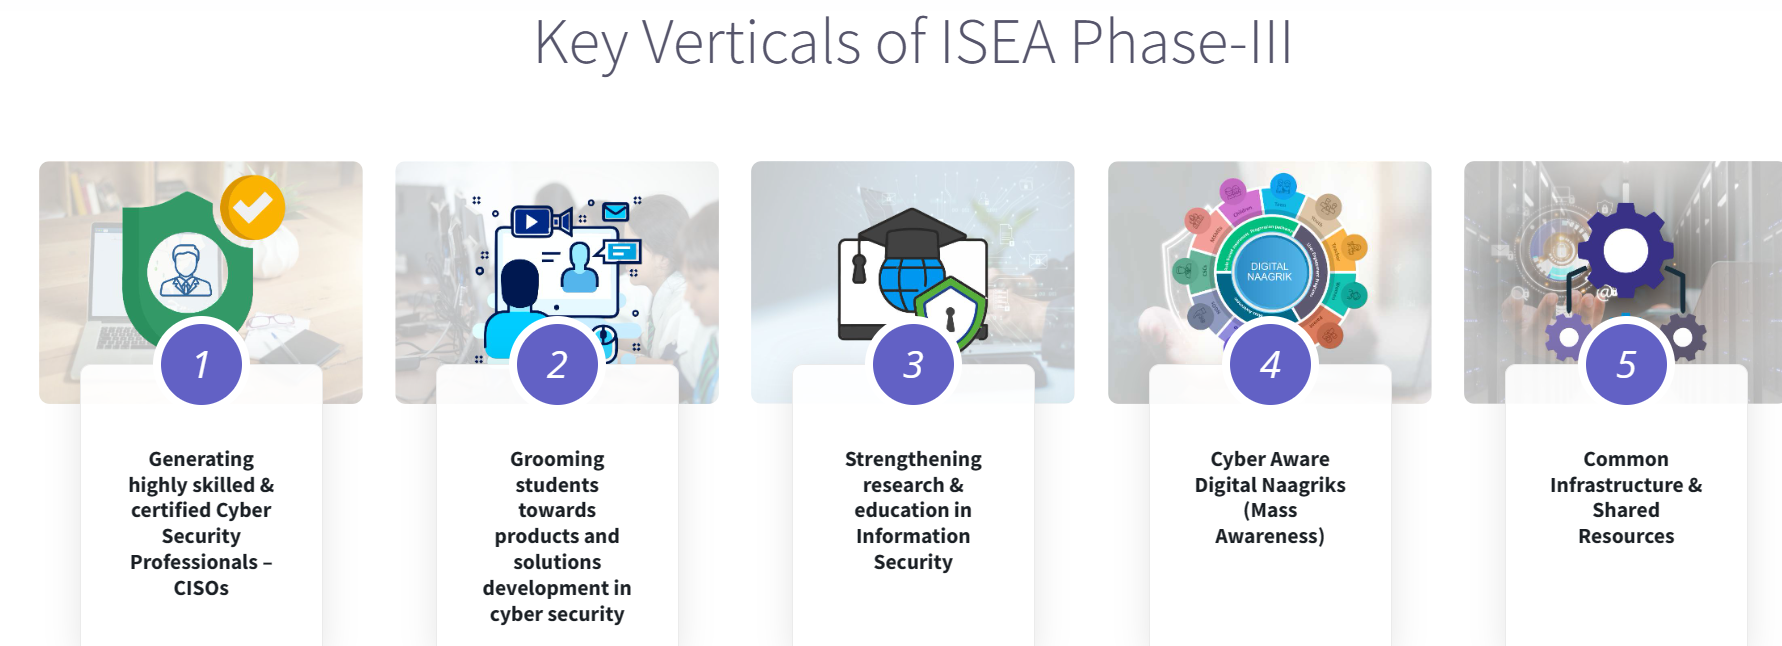 Key Verticals of ISEA Phase-III
DIGITAL
NAAGRIK
@
1
Generating
highly skilled &
certified Cyber
Security
Professionals –
CISOs
2
Grooming
students
towards
products and
solutions
development in
cyber security
3
Strengthening
research &
education in
Information
Security
4
Cyber Aware
Digital Naagriks
(Mass
Awareness)
5
Common
Infrastructure &
Shared
Resources